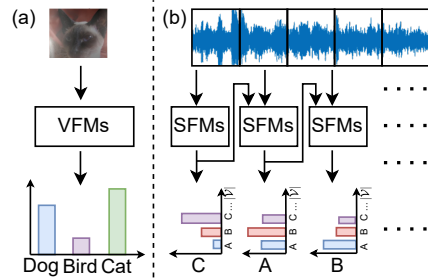 (a)
VFMs
Dog Bird Cat
(b)
SFMs SFMs SFMs
A B C ... |𝒱|
A B C ... |𝒱|
A B C ... |𝒱|
C A B